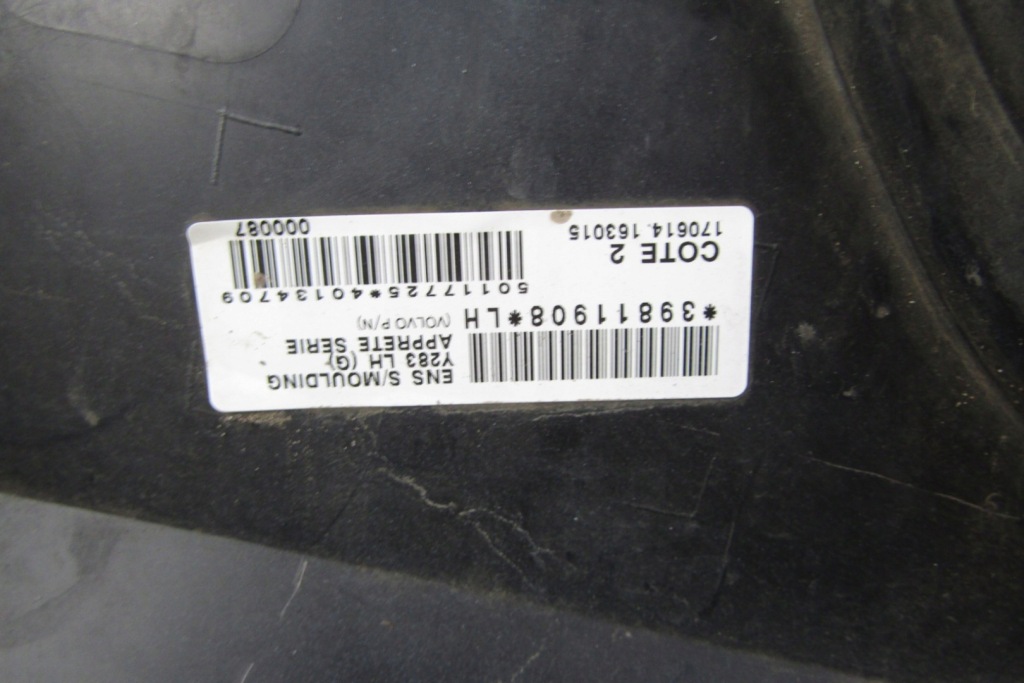 ENS S/MOULDING
Y283 LH (G)
APPRETE SERIE
*39811908*LH
(VOLVO P/N)
50117725*40134709
COTE 2
170614.163015
000087